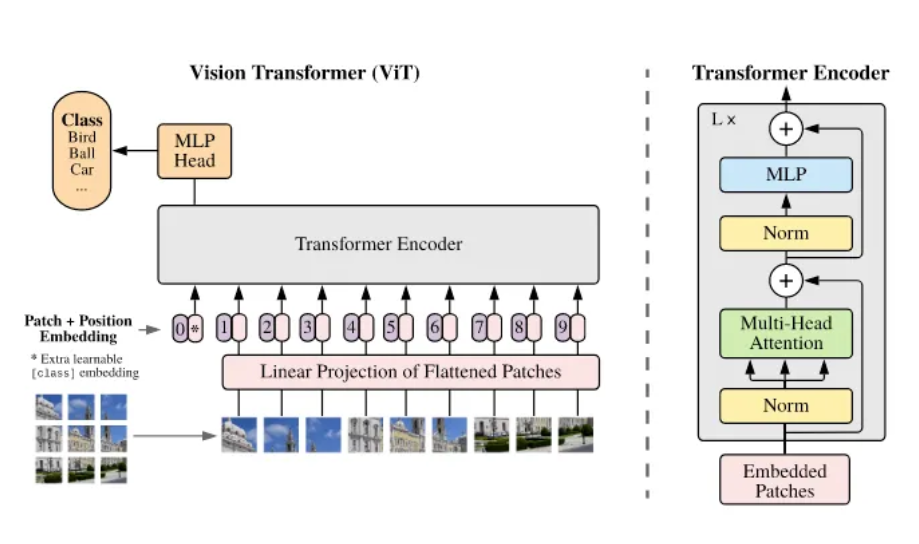 Vision Transformer (ViT)
Class
Bird
Ball
Car
...
MLP
Head
Transformer Encoder
Patch + Position
Embedding
* Extra learnable
[class] embedding
0 * 1 2 3 4 5 6 7 8 9
Linear Projection of Flattened Patches
Transformer Encoder
L ×
+
MLP
Norm
+
Multi-Head
Attention
Norm
Embedded
Patches